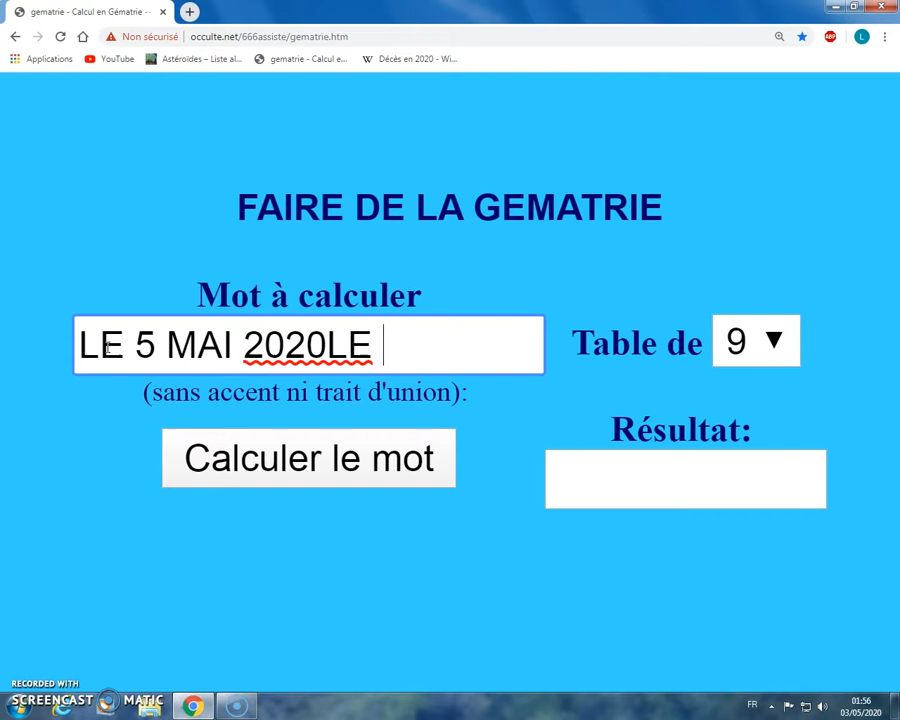 gematrie - Calcul en Gématrie --
Non sécurisé
occulte.net/666assiste/gematrie.htm
ABP
L
Applications
YouTube
Astéroïdes – Liste al...
gematrie - Calcul e...
W Décès en 2020 - Wi...
FAIRE DE LA GEMATRIE
Mot à calculer
LE 5 MAI 2020LE
Table de 9
(sans accent ni trait d'union):
Résultat:
Calculer le mot
RECORDED WITH
SCREENCAST MATIC
FR
01:56
03/05/2020